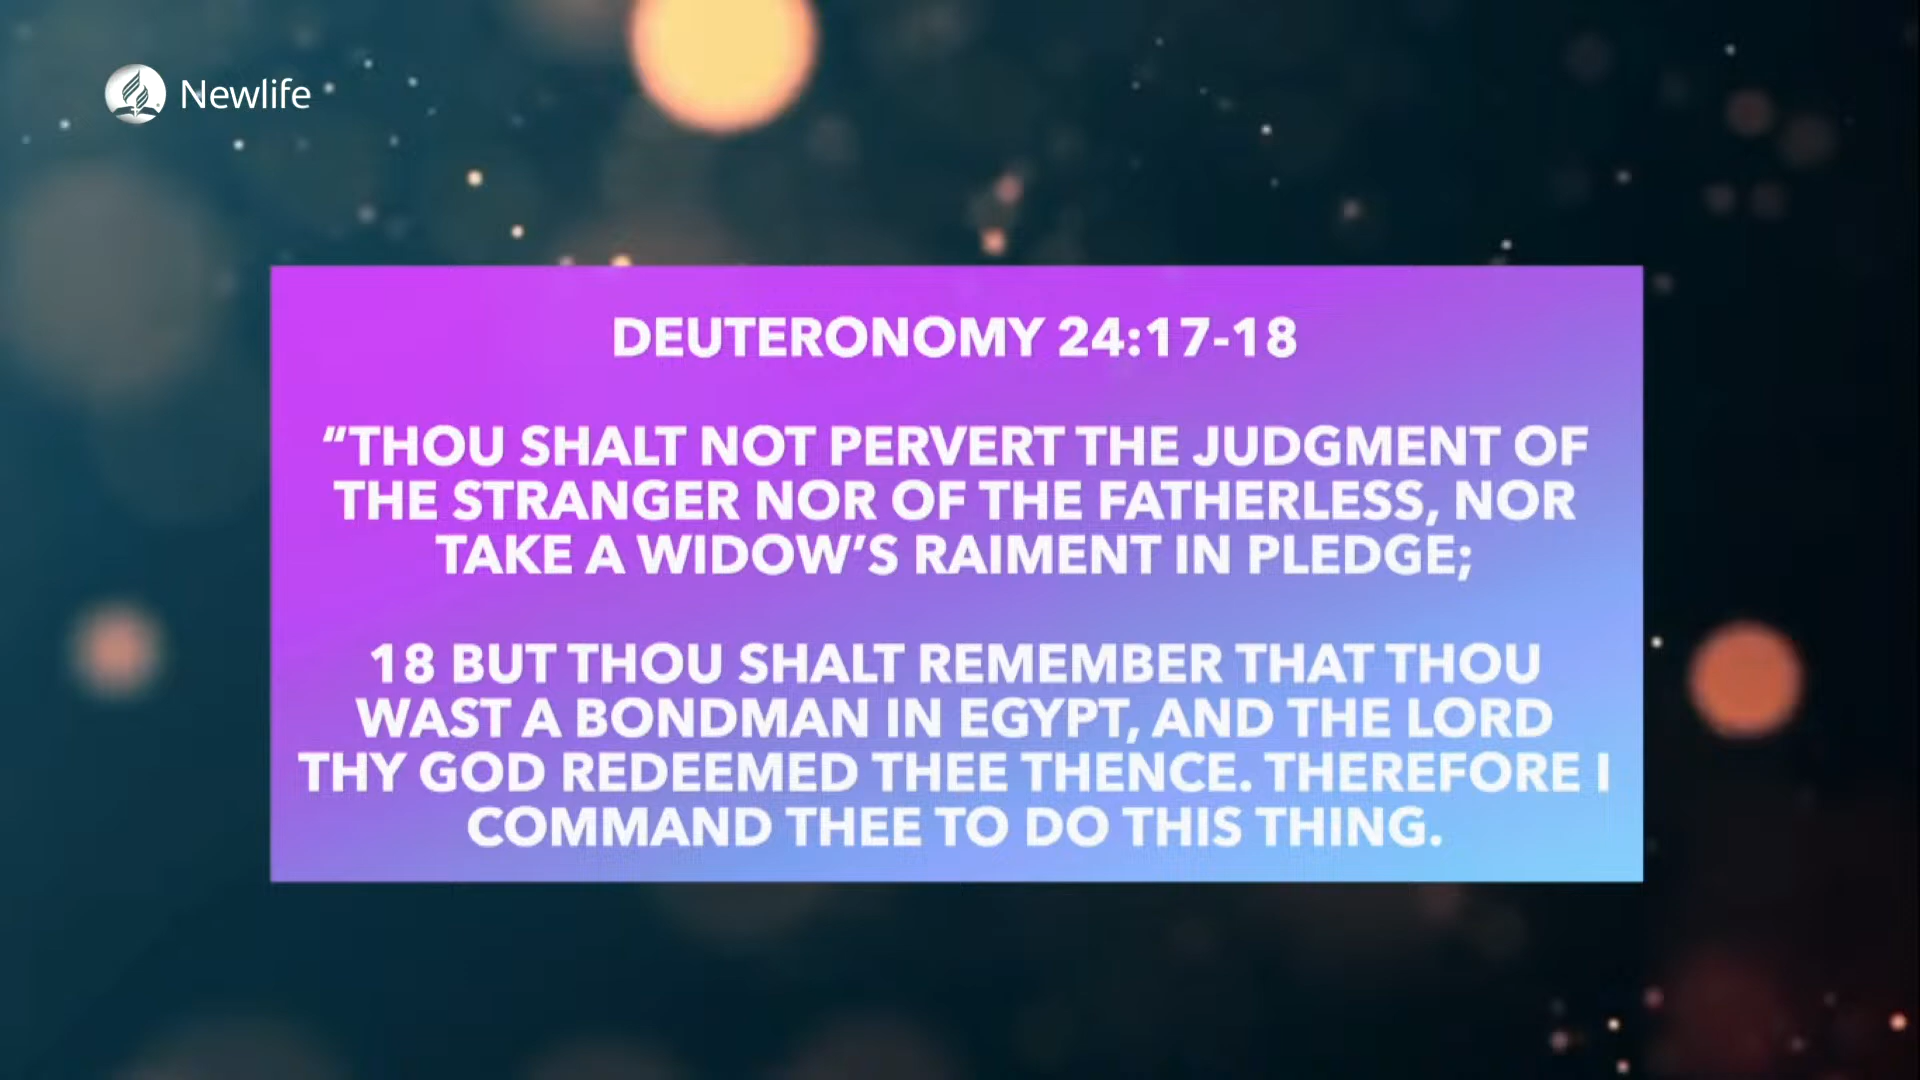 Newlife
DEUTERONOMY 24:17-18
“THOU SHALT NOT PERVERT THE JUDGMENT OF
THE STRANGER NOR OF THE FATHERLESS, NOR
TAKE A WIDOW’S RAIMENT IN PLEDGE;
18 BUT THOU SHALT REMEMBER THAT THOU
WAST A BONDMAN IN EGYPT, AND THE LORD
THY GOD REDEEMED THEE THENCE. THEREFORE I
COMMAND THEE TO DO THIS THING.